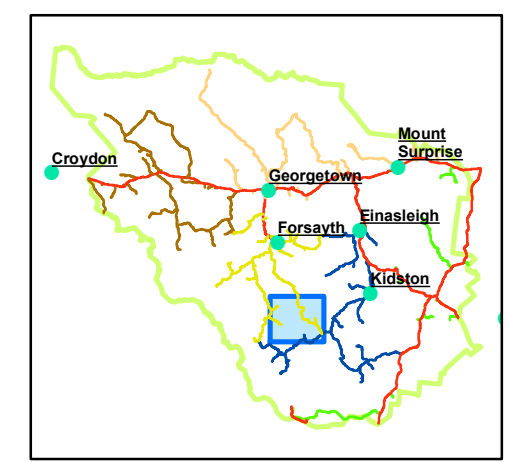 Mount
Surprise
Croydon
Georgetown
Einasleigh
Forsayth
Kidston